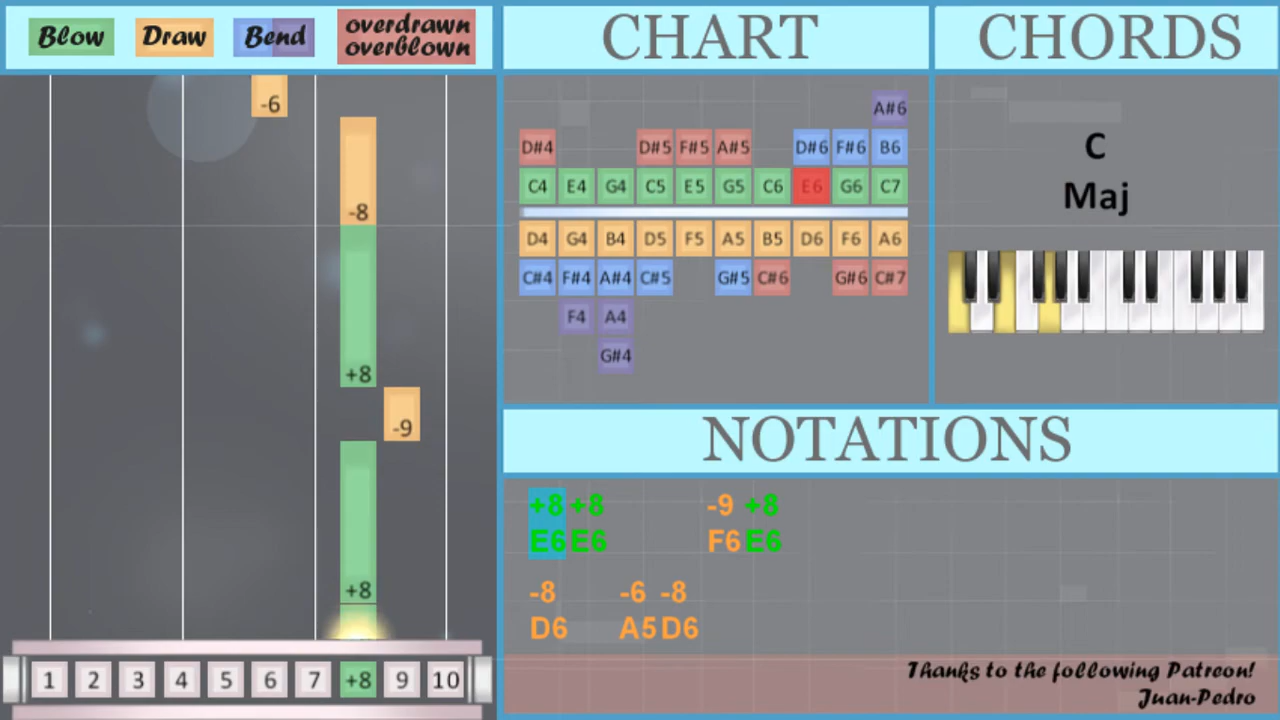 Blow Draw Bend overdrawn
overblown
CHART
CHORDS
-6
-8
+8
-9
+8
1 2 3 4 5 6 7 +8 9 10
A#6
D#4 D#5 F#5 A#5 D#6 F#6 B6
C4 E4 G4 C5 E5 G5 C6 E6 G6 C7
D4 G4 B4 D5 F5 A5 B5 D6 F6 A6
C#4 F#4 A#4 C#5 G#5 C#6 G#6 C#7
F4 A4
G#4
C
Maj
NOTATIONS
+8 +8 -9 +8
E6 E6 F6 E6
-8 -6 -8
D6 A5 D6
Thanks to the following Patreon!
Juan-Pedro